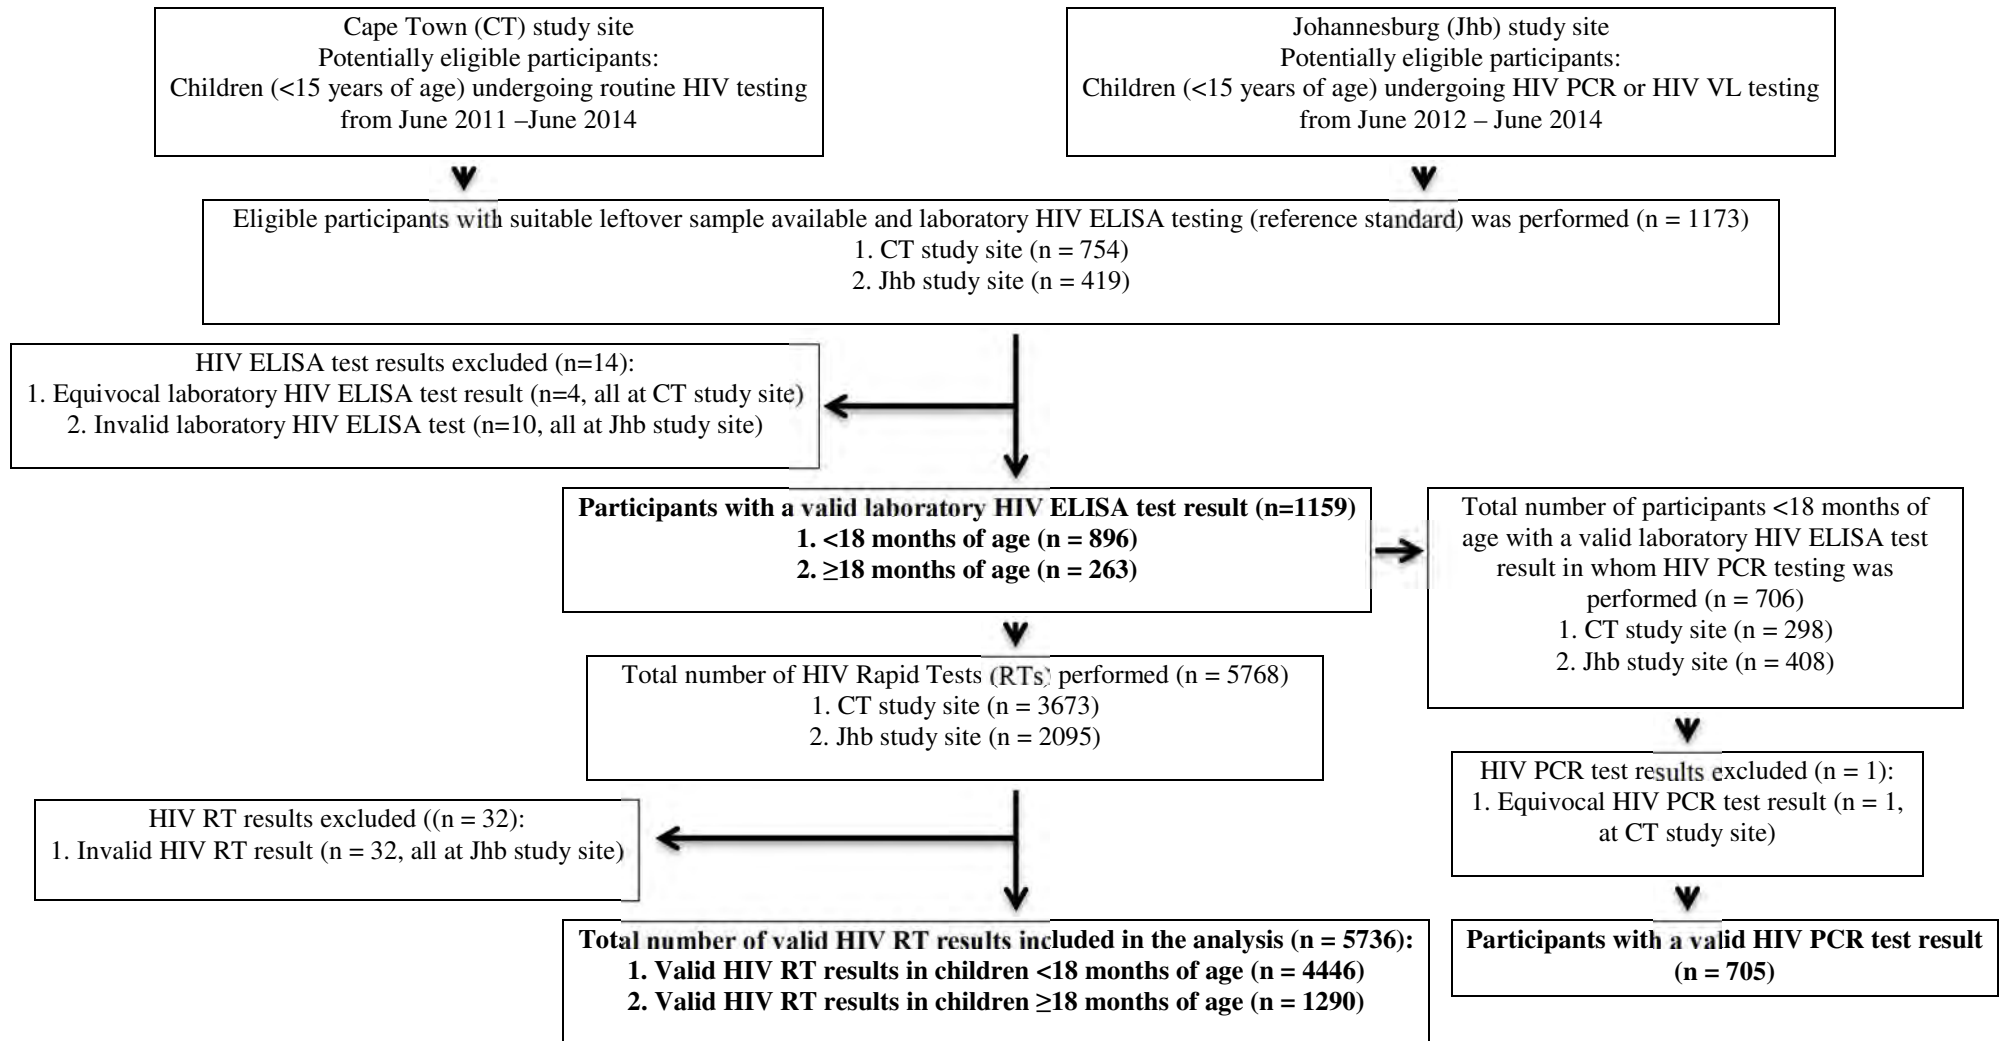 Cape Town (CT) study site
Potentially eligible participants:
Children (<15 years of age) undergoing routine HIV testing
from June 2011 –June 2014
Johannesburg (Jhb) study site
Potentially eligible participants:
Children (<15 years of age) undergoing HIV PCR or HIV VL testing
from June 2012 – June 2014
Eligible participants with suitable leftover sample available and laboratory HIV ELISA testing (reference standard) was performed (n = 1173)
1. CT study site (n = 754)
2. Jhb study site (n = 419)
HIV ELISA test results excluded (n=14):
1. Equivocal laboratory HIV ELISA test result (n=4, all at CT study site)
2. Invalid laboratory HIV ELISA test (n=10, all at Jhb study site)
Participants with a valid laboratory HIV ELISA test result (n=1159)
1. <18 months of age (n = 896)
2. ≥18 months of age (n = 263)
Total number of participants <18 months of
age with a valid laboratory HIV ELISA test
result in whom HIV PCR testing was
performed (n = 706)
1. CT study site (n = 298)
2. Jhb study site (n = 408)
Total number of HIV Rapid Tests (RTs) performed (n = 5768)
1. CT study site (n = 3673)
2. Jhb study site (n = 2095)
HIV PCR test results excluded (n = 1):
1. Equivocal HIV PCR test result (n = 1,
at CT study site)
HIV RT results excluded ((n = 32):
1. Invalid HIV RT result (n = 32, all at Jhb study site)
Total number of valid HIV RT results included in the analysis (n = 5736):
1. Valid HIV RT results in children <18 months of age (n = 4446)
2. Valid HIV RT results in children ≥18 months of age (n = 1290)
Participants with a valid HIV PCR test result
(n = 705)